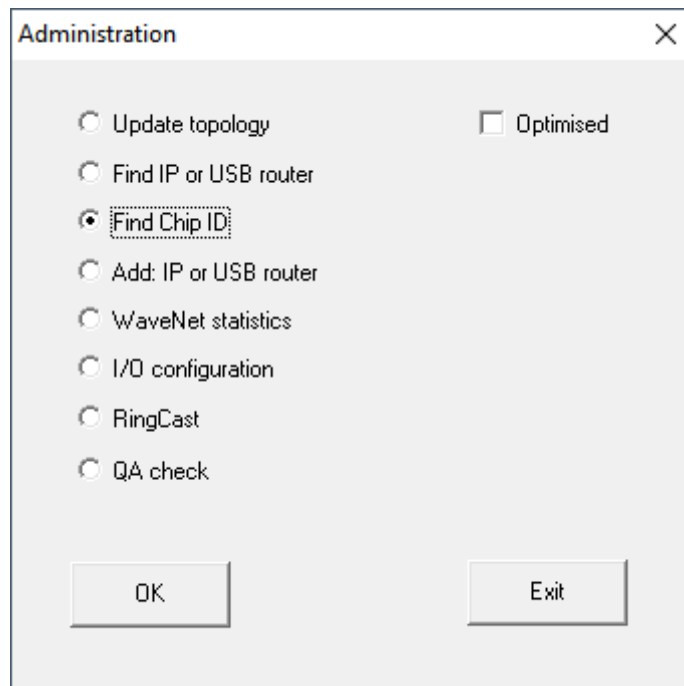 Administration
Update topology
Optimised
Find IP or USB router
Find Chip ID
Add: IP or USB router
WaveNet statistics
I/O configuration
RingCast
QA check
OK
Exit